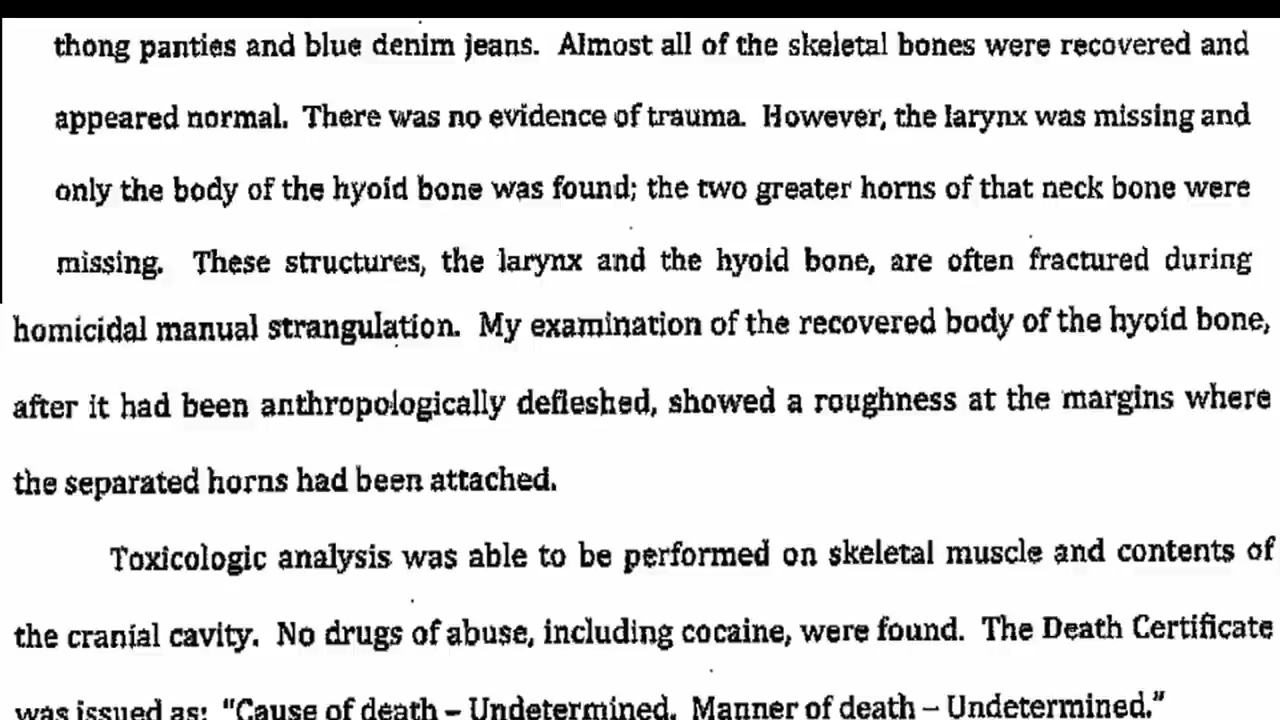 thong panties and blue denim jeans. Almost all of the skeletal bones were recovered and
appeared normal. There was no evidence of trauma. However, the larynx was missing and
only the body of the hyoid bone was found; the two greater horns of that neck bone were
missing. These structures, the larynx and the hyoid bone, are often fractured during
homicidal manual strangulation. My examination of the recovered body of the hyoid bone,
after it had been anthropologically defleshed, showed a roughness at the margins where
the separated horns had been attached.
Toxicologic analysis was able to be performed on skeletal muscle and contents of
the cranial cavity. No drugs of abuse, including cocaine, were found. The Death Certificate
was issued as: "Cause of death – Undetermined. Manner of death – Undetermined."